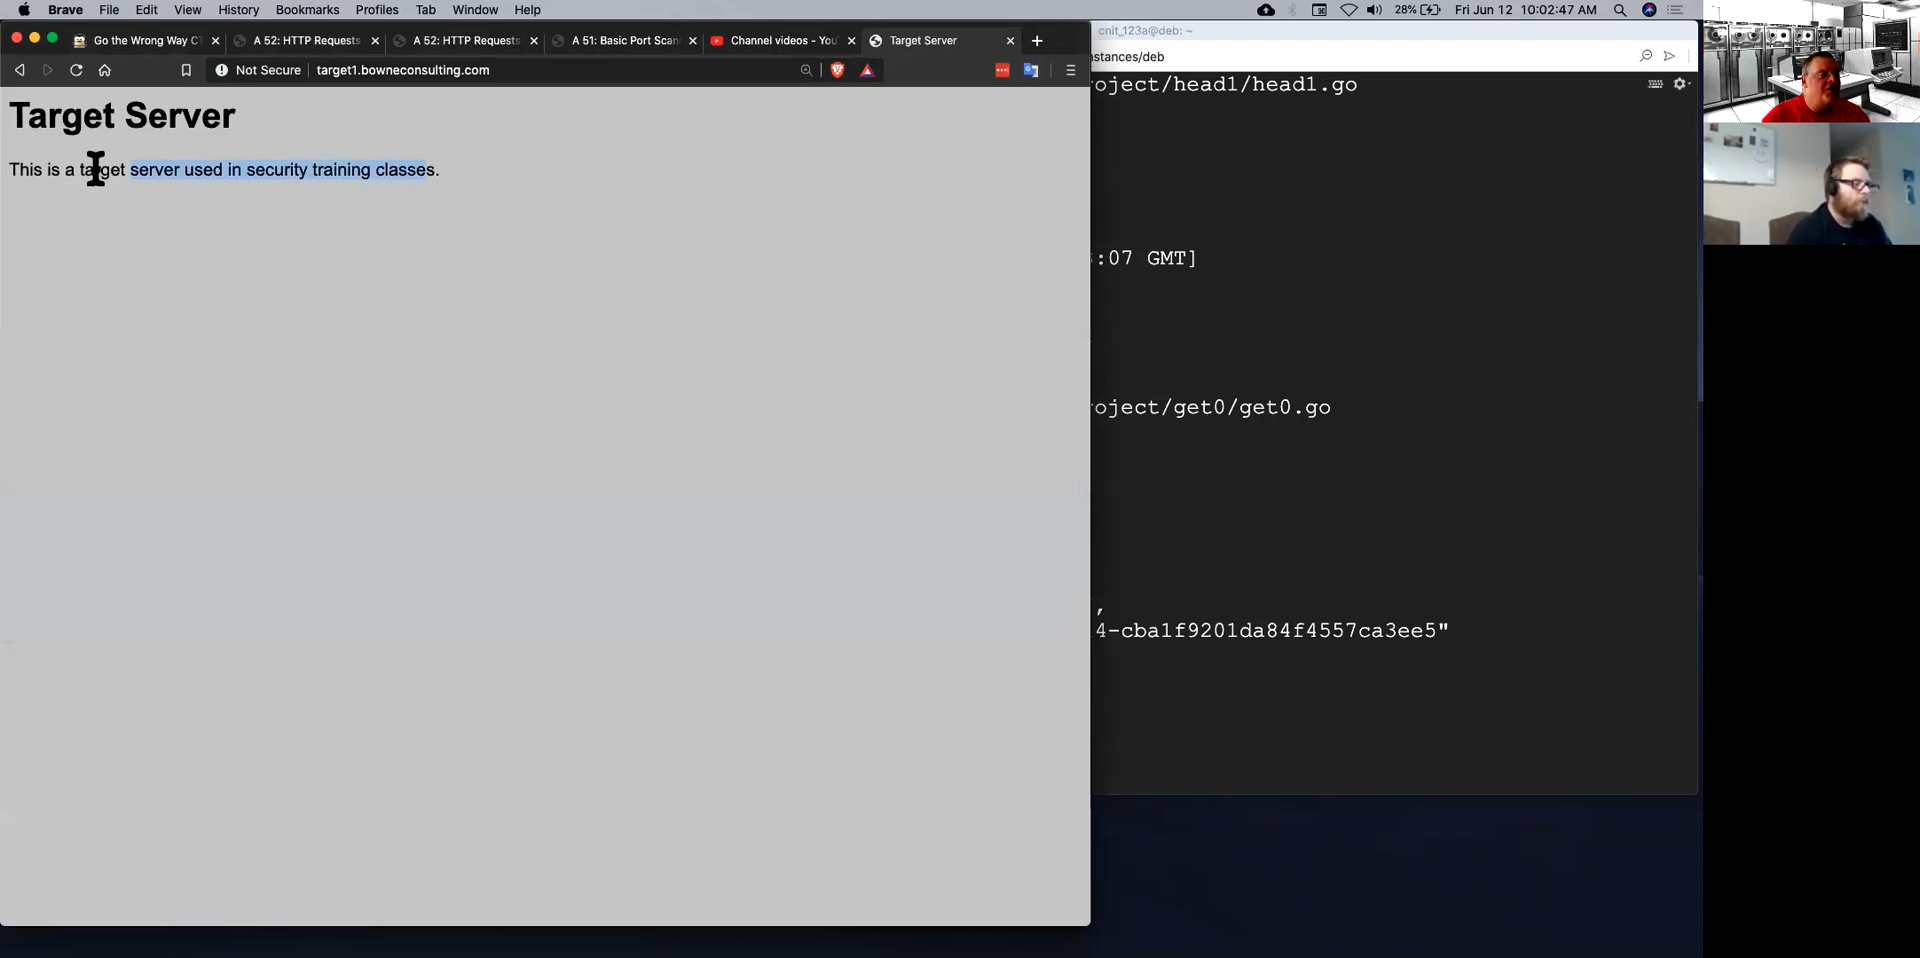 Brave File Edit View History Bookmarks Profiles Tab Window Help 28% Fri Jun 12 10:02:47 AM
Go the Wrong Way CT A 52: HTTP Requests A 52: HTTP Requests A 51: Basic Port Scan Channel videos - You Target Server
Not Secure target1.bowneconsulting.com
Target Server
This is a target server used in security training classes.
cnit_123a@deb: ~
nstances/deb
oject/head1/head1.go
:07 GMT]
oject/get0/get0.go
,
4-cba1f9201da84f4557ca3ee5"